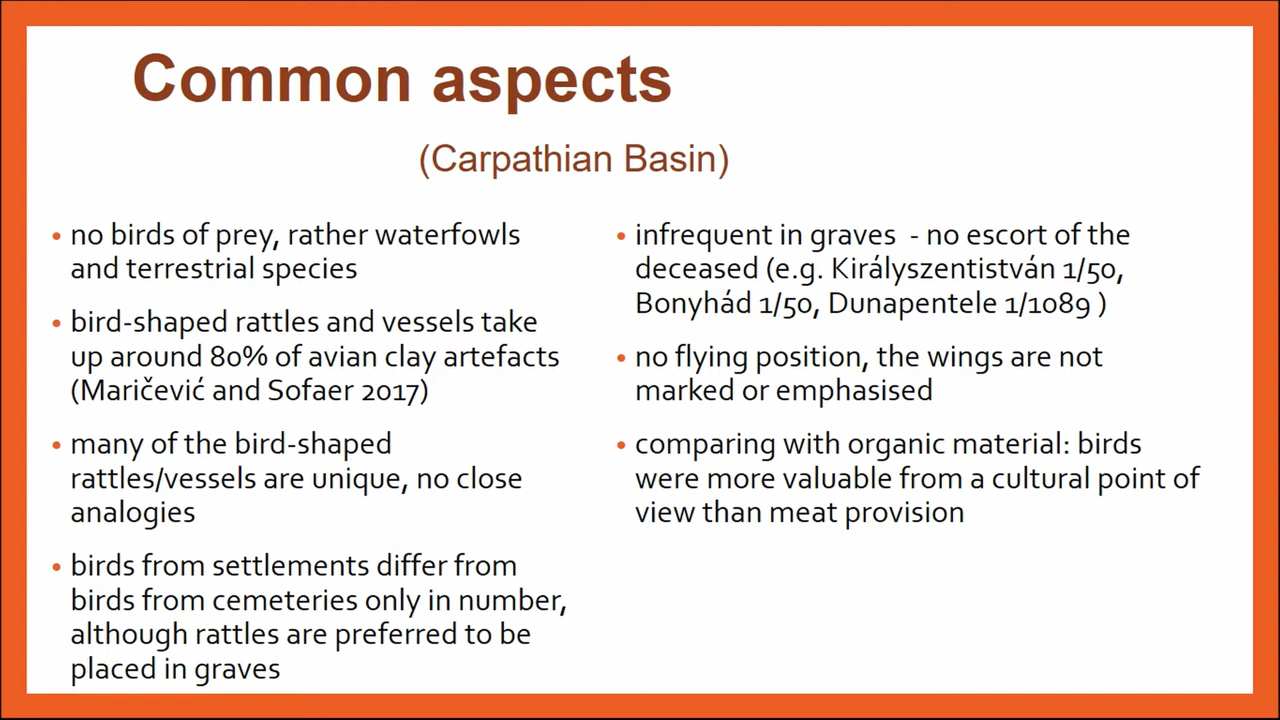 Common aspects
(Carpathian Basin)
• no birds of prey, rather waterfowls
and terrestrial species
• bird-shaped rattles and vessels take
up around 80% of avian clay artefacts
(Maričević and Sofaer 2017)
• many of the bird-shaped
rattles/vessels are unique, no close
analogies
• birds from settlements differ from
birds from cemeteries only in number,
although rattles are preferred to be
placed in graves
• infrequent in graves - no escort of the
deceased (e.g. Királyszentistván 1/50,
Bonyhád 1/50, Dunapentele 1/1089 )
• no flying position, the wings are not
marked or emphasised
• comparing with organic material: birds
were more valuable from a cultural point of
view than meat provision